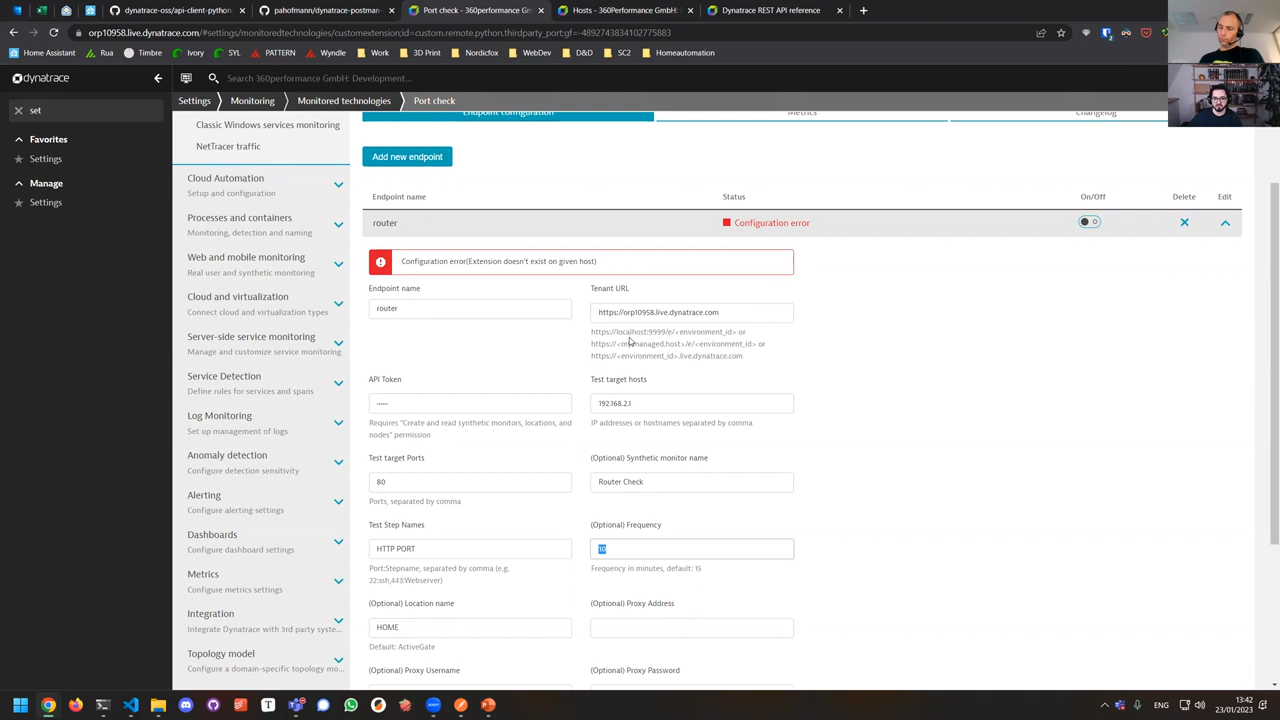 dynatrace-oss/api-client-python:
Port check - 360performance Gm
Hosts - 360performance GmbH:
Dynatrace REST API reference
orp10958.live.dynatrace.com/#settings/monitoredtechnologies/customextension;id=custom.remote.python.thirdparty_port;gf=-4892743834102775883
Home Assistant
Rua
Timbre
Ivory
SYL
PATTERN
Wyndle
Work
3D Print
Nordicfox
WebDev
D&D
SC2
Homeautomation
dynatrace
Search 360performance GmbH: Development...
set
Settings
Monitoring
Monitored technologies
Port check
Classic Windows services monitoring
NetTracer traffic
Favorites
Settings
Manage
Settings
Cloud Automation
Setup and configuration
Processes and containers
Monitoring, detection and naming
Web and mobile monitoring
Real user and synthetic monitoring
Cloud and virtualization
Connect cloud and virtualization types
Server-side service monitoring
Manage and customize service monitoring
Service Detection
Define rules for services and spans
Log Monitoring
Set up management of logs
Anomaly detection
Configure detection sensitivity
Alerting
Configure alerting settings
Dashboards
Configure dashboard settings
Metrics
Configure metrics settings
Integration
Integrate Dynatrace with 3rd party syste...
Topology model
Configure a domain-specific topology mo...
Endpoint configuration
Metrics
Changelog
Add new endpoint
Endpoint name
Status
On/Off
Delete
Edit
router
Configuration error
Configuration error(Extension doesn't exist on given host)
Endpoint name
router
Tenant URL
https://orp10958.live.dynatrace.com
https://localhost:9999/e/<environment_id> or
https://<my.managed.host>/e/<environment_id> or
https://<environment_id>.live.dynatrace.com
API Token
Requires "Create and read synthetic monitors, locations, and
nodes" permission
Test target hosts
192.168.2.1
IP addresses or hostnames separated by comma
Test target Ports
80
Ports, separated by comma
(Optional) Synthetic monitor name
Router Check
Test Step Names
HTTP PORT
Port:Stepname, separated by comma (e.g.
22:ssh,443:Webserver)
(Optional) Frequency
10
Frequency in minutes, default: 15
(Optional) Location name
HOME
Default: ActiveGate
(Optional) Proxy Address
(Optional) Proxy Username
(Optional) Proxy Password
13:42
23/01/2023